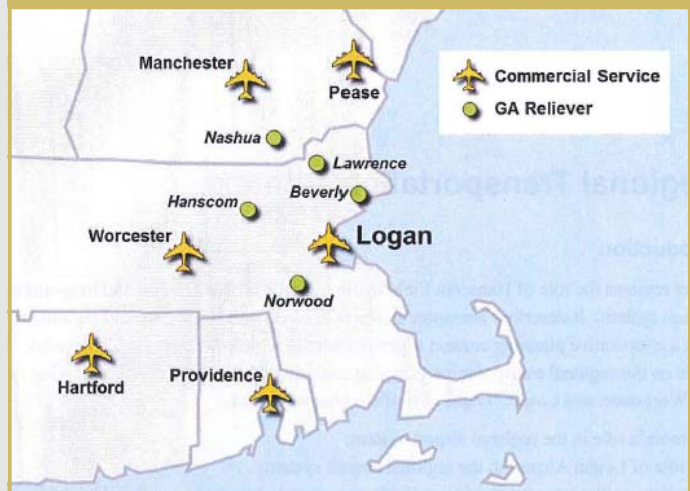 Manchester
Pease
Commercial Service
GA Reliever
Nashua
Lawrence
Beverly
Hanscom
Worcester
Logan
Norwood
Hartford
Providence